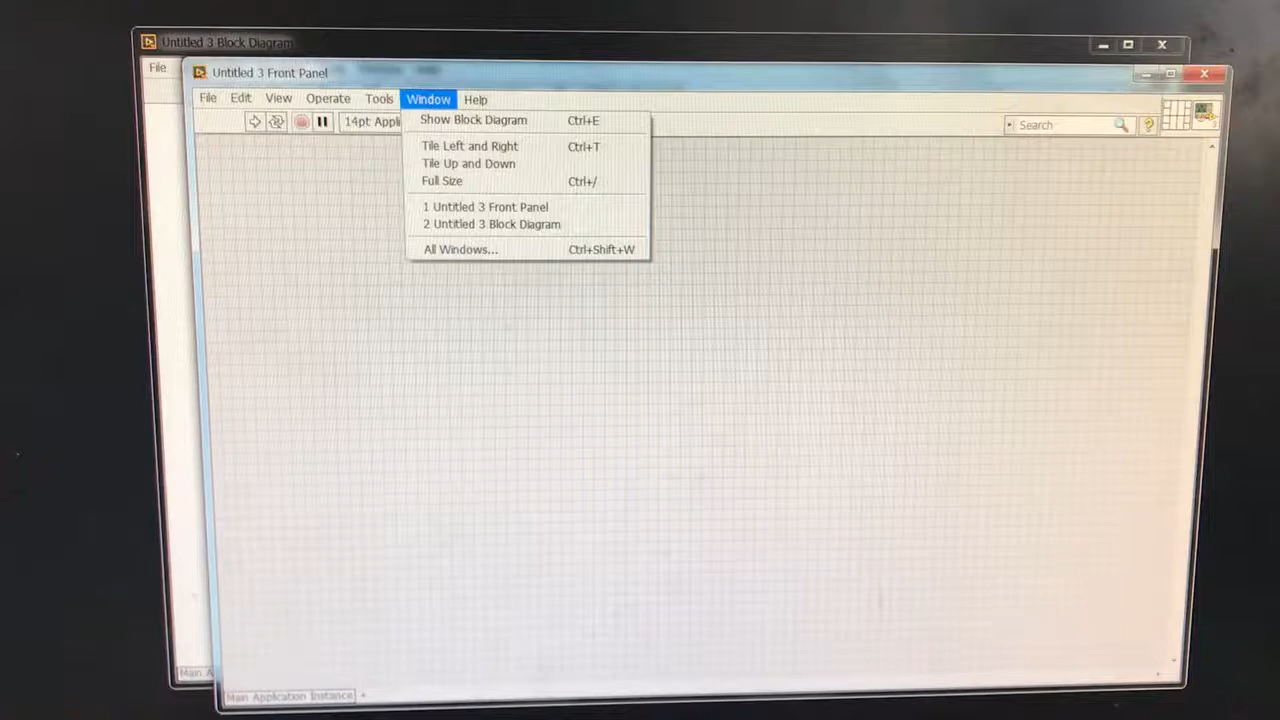 Untitled 3 Block Diagram
File
Untitled 3 Front Panel
File Edit View Operate Tools Window Help
14pt Appli
Search
?
Show Block Diagram Ctrl+E
Tile Left and Right Ctrl+T
Tile Up and Down
Full Size Ctrl+/
1 Untitled 3 Front Panel
2 Untitled 3 Block Diagram
All Windows... Ctrl+Shift+W
Main A
Main Application Instance